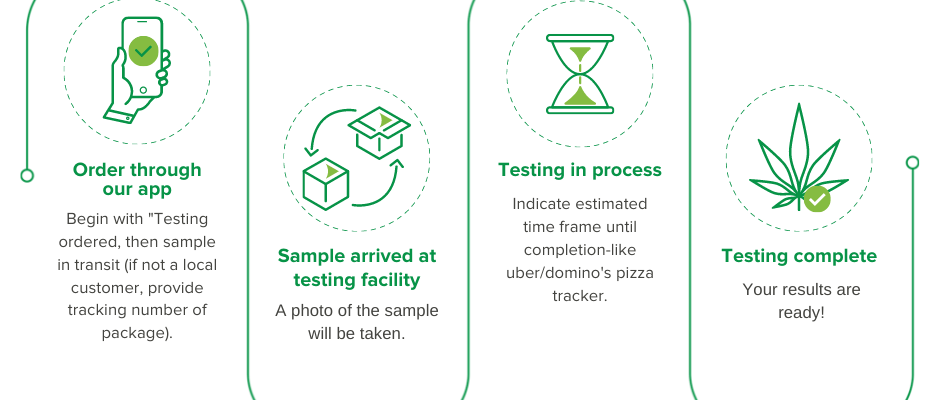 Order through
our app
Begin with "Testing
ordered, then sample
in transit (if not a local
customer, provide
tracking number of
package).
Sample arrived at
testing facility
A photo of the sample
will be taken.
Testing in process
Indicate estimated
time frame until
completion-like
uber/domino's pizza
tracker.
Testing complete
Your results are
ready!